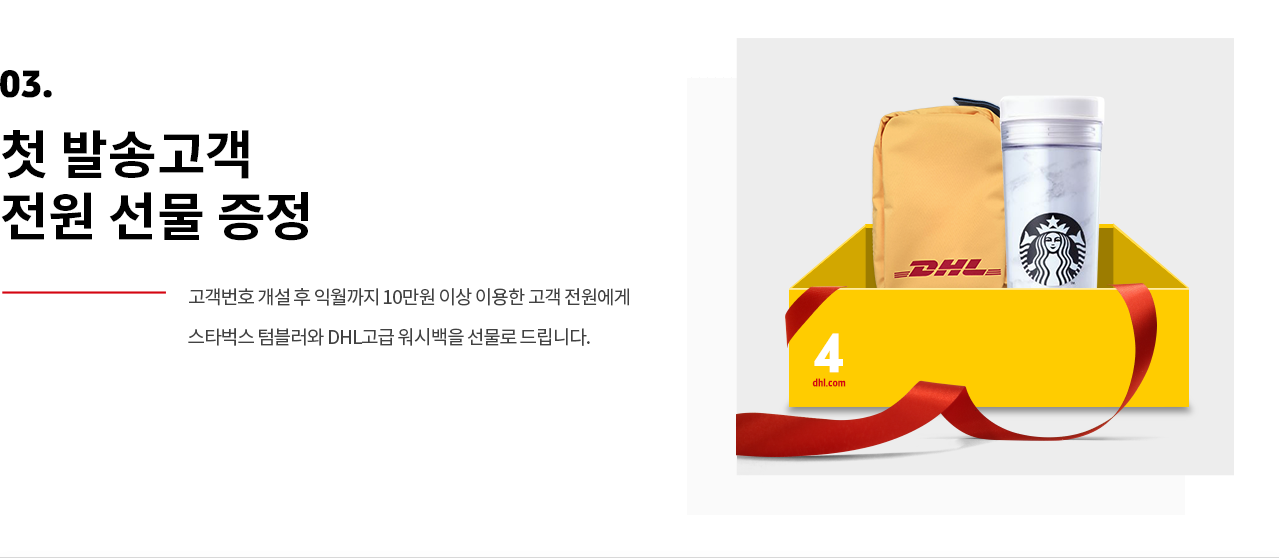 03.
첫 발송고객
전원 선물 증정
고객번호 개설 후 익월까지 10만원 이상 이용한 고객 전원에게
스타벅스 텀블러와 DHL고급 워시백을 선물로 드립니다.
DHL
4
dhl.com